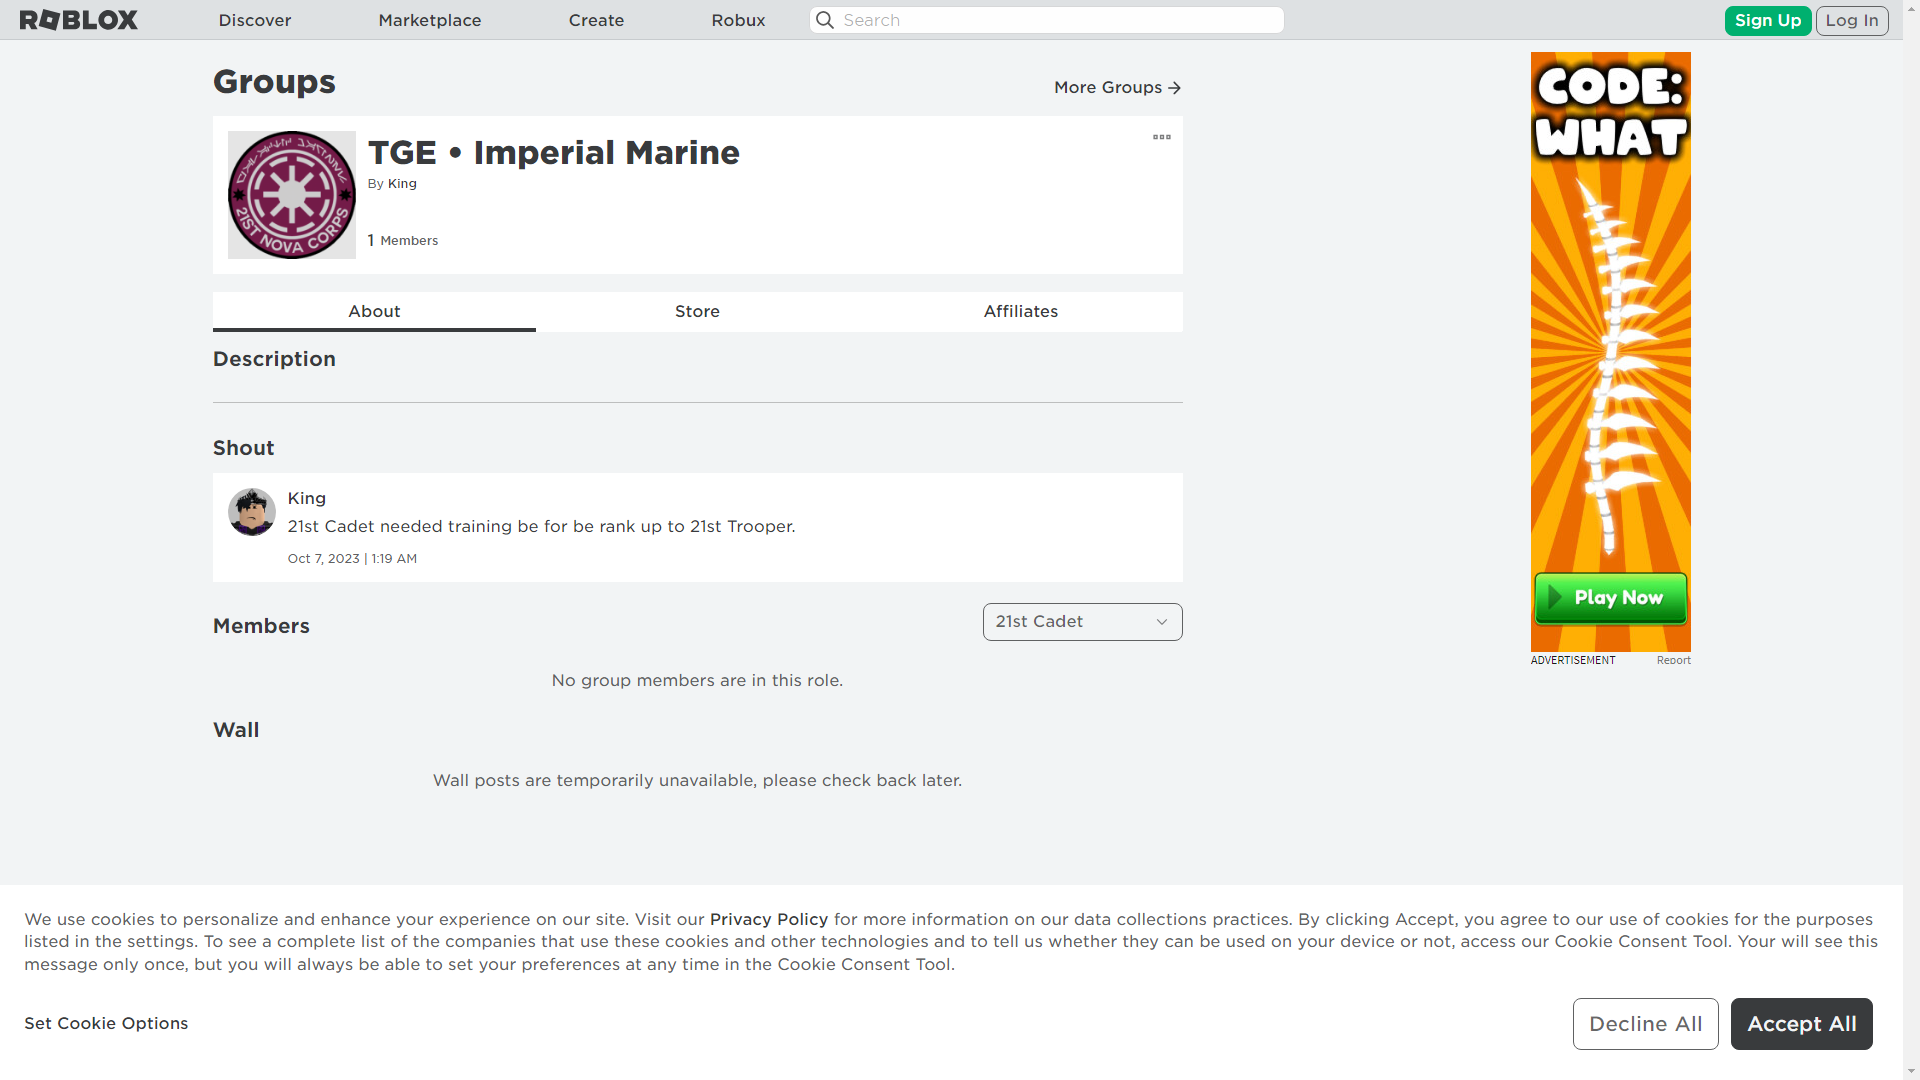 ROBLOX
Discover
Marketplace
Create
Robux
Search
Sign Up
Log In
Groups
More Groups
TGE • Imperial Marine
By King
1 Members
21ST NOVA CORPS
About
Store
Affiliates
Description
Shout
King
21st Cadet needed training be for be rank up to 21st Trooper.
Oct 7, 2023 | 1:19 AM
Members
21st Cadet
No group members are in this role.
Wall
Wall posts are temporarily unavailable, please check back later.
CODE:
WHAT
Play Now
ADVERTISEMENT
Report
We use cookies to personalize and enhance your experience on our site. Visit our Privacy Policy for more information on our data collections practices. By clicking Accept, you agree to our use of cookies for the purposes
listed in the settings. To see a complete list of the companies that use these cookies and other technologies and to tell us whether they can be used on your device or not, access our Cookie Consent Tool. Your will see this
message only once, but you will always be able to set your preferences at any time in the Cookie Consent Tool.
Set Cookie Options
Decline All
Accept All